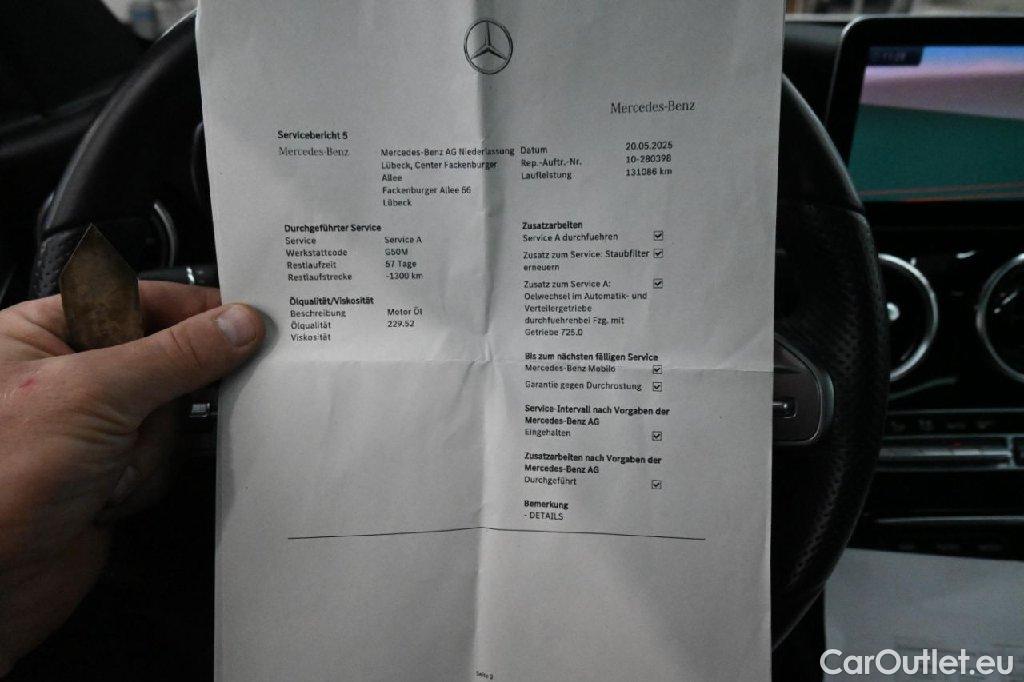 Mercedes-Benz
Servicebericht 5
Mercedes-Benz
Mercedes-Benz AG Niederlassung
Lübeck, Center Fackenburger
Allee
Fackenburger Allee 66
Lübeck
Datum 20.05.2025
Rep.-Auftr.-Nr. 10-280398
Laufleistung 131086 km
Durchgeführter Service
Service Service A
Werkstattcode G50M
Restlaufzeit 57 Tage
Restlaufstrecke -1300 km
Ölqualität/Viskosität
Beschreibung Motor Öl
Ölqualität 229.52
Viskosität
Zusatzarbeiten
Service A durchfuehren
Zusatz zum Service: Staubfilter
erneuern
Zusatz zum Service A:
Oelwechsel im Automatik- und
Verteilergetriebe
durchfuehrenbei Fzg. mit
Getriebe 725.0
Bis zum nächsten fälligen Service
Mercedes-Benz Mobilo
Garantie gegen Durchrostung
Service-Intervall nach Vorgaben der
Mercedes-Benz AG
Eingehalten
Zusatzarbeiten nach Vorgaben der
Mercedes-Benz AG
Durchgeführt
Bemerkung
- DETAILS
CarOutlet.eu